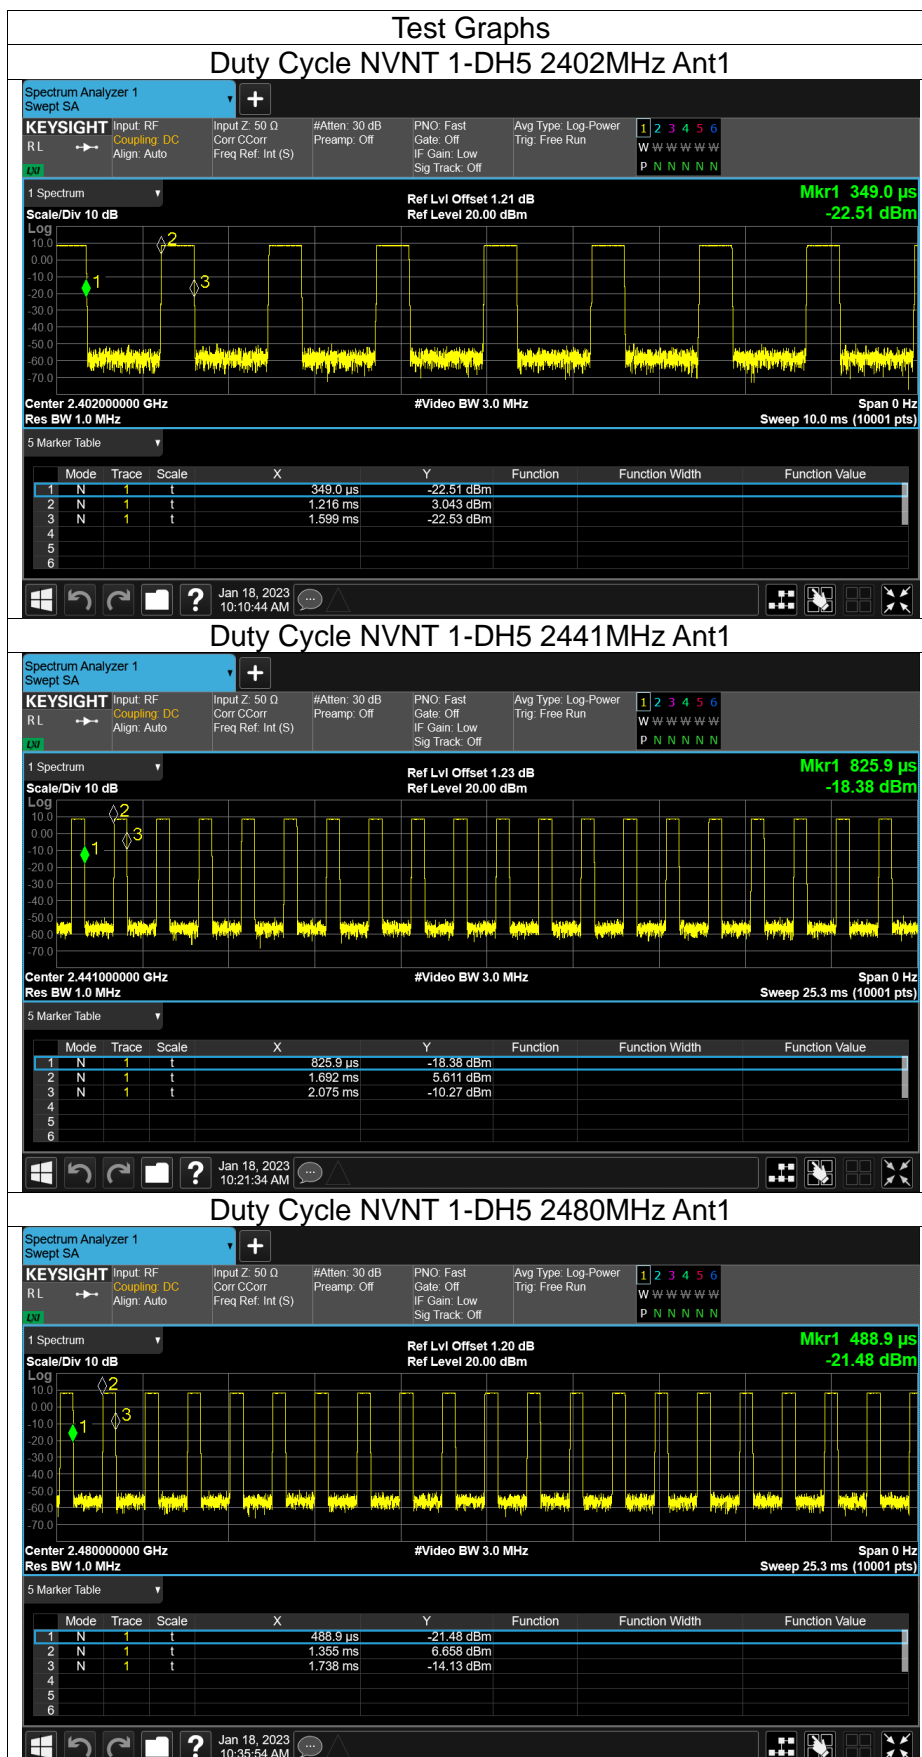 Test Graphs
Duty Cycle NVNT 1-DH5 2402MHz Ant1
Spectrum Analyzer 1
Swept SA
KEYSIGHT Input: RF Input Z: 50 Ω #Atten: 30 dB PNO: Fast Avg Type: Log-Power 1 2 3 4 5 6
RL Coupling: DC Corr CCorr Preamp: Off Gate: Off Trig: Free Run W W W W W W
Align: Auto Freq Ref: Int (S) IF Gain: Low P N N N N N
LXI Sig Track: Off
1 Spectrum Ref Lvl Offset 1.21 dB Mkr1 349.0 µs
Scale/Div 10 dB Ref Level 20.00 dBm -22.51 dBm
Log
10.0 2
0.00
-10.0 1 3
-20.0
-30.0
-40.0
-50.0
-60.0
-70.0
Center 2.402000000 GHz #Video BW 3.0 MHz Span 0 Hz
Res BW 1.0 MHz Sweep 10.0 ms (10001 pts)
5 Marker Table
Mode Trace Scale X Y Function Function Width Function Value
1 N 1 t 349.0 µs -22.51 dBm
2 N 1 t 1.216 ms 3.043 dBm
3 N 1 t 1.599 ms -22.53 dBm
4
5
6
? Jan 18, 2023
10:10:44 AM
Duty Cycle NVNT 1-DH5 2441MHz Ant1
Spectrum Analyzer 1
Swept SA
KEYSIGHT Input: RF Input Z: 50 Ω #Atten: 30 dB PNO: Fast Avg Type: Log-Power 1 2 3 4 5 6
RL Coupling: DC Corr CCorr Preamp: Off Gate: Off Trig: Free Run W W W W W W
Align: Auto Freq Ref: Int (S) IF Gain: Low P N N N N N
LXI Sig Track: Off
1 Spectrum Ref Lvl Offset 1.23 dB Mkr1 825.9 µs
Scale/Div 10 dB Ref Level 20.00 dBm -18.38 dBm
Log
10.0 2
0.00 3
-10.0 1
-20.0
-30.0
-40.0
-50.0
-60.0
-70.0
Center 2.441000000 GHz #Video BW 3.0 MHz Span 0 Hz
Res BW 1.0 MHz Sweep 25.3 ms (10001 pts)
5 Marker Table
Mode Trace Scale X Y Function Function Width Function Value
1 N 1 t 825.9 µs -18.38 dBm
2 N 1 t 1.692 ms 5.611 dBm
3 N 1 t 2.075 ms -10.27 dBm
4
5
6
? Jan 18, 2023
10:21:34 AM
Duty Cycle NVNT 1-DH5 2480MHz Ant1
Spectrum Analyzer 1
Swept SA
KEYSIGHT Input: RF Input Z: 50 Ω #Atten: 30 dB PNO: Fast Avg Type: Log-Power 1 2 3 4 5 6
RL Coupling: DC Corr CCorr Preamp: Off Gate: Off Trig: Free Run W W W W W W
Align: Auto Freq Ref: Int (S) IF Gain: Low P N N N N N
LXI Sig Track: Off
1 Spectrum Ref Lvl Offset 1.20 dB Mkr1 488.9 µs
Scale/Div 10 dB Ref Level 20.00 dBm -21.48 dBm
Log
10.0 2
0.00 3
-10.0 1
-20.0
-30.0
-40.0
-50.0
-60.0
-70.0
Center 2.480000000 GHz #Video BW 3.0 MHz Span 0 Hz
Res BW 1.0 MHz Sweep 25.3 ms (10001 pts)
5 Marker Table
Mode Trace Scale X Y Function Function Width Function Value
1 N 1 t 488.9 µs -21.48 dBm
2 N 1 t 1.355 ms 6.658 dBm
3 N 1 t 1.738 ms -14.13 dBm
4
5
6
? Jan 18, 2023
10:35:54 AM